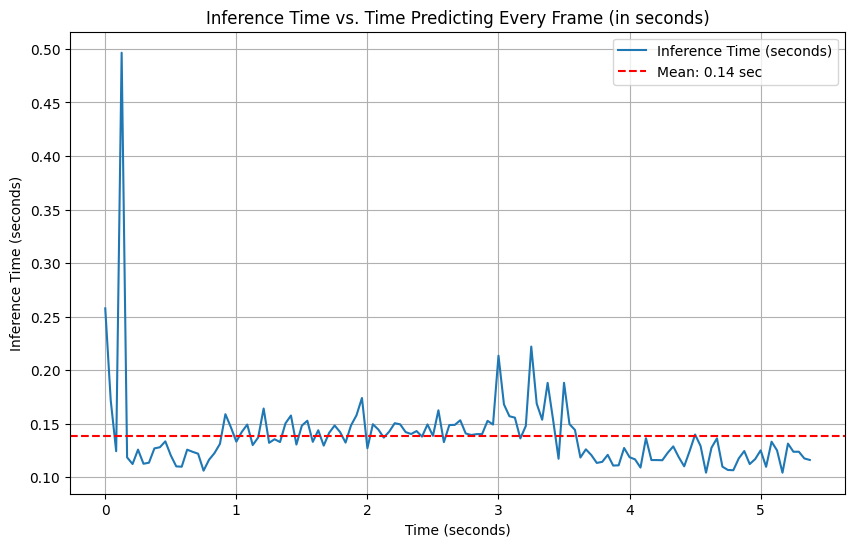 Inference Time vs. Time Predicting Every Frame (in seconds)
Inference Time (seconds)
Mean: 0.14 sec
0.50
0.45
0.40
0.35
0.30
0.25
0.20
0.15
0.10
Inference Time (seconds)
0 1 2 3 4 5
Time (seconds)